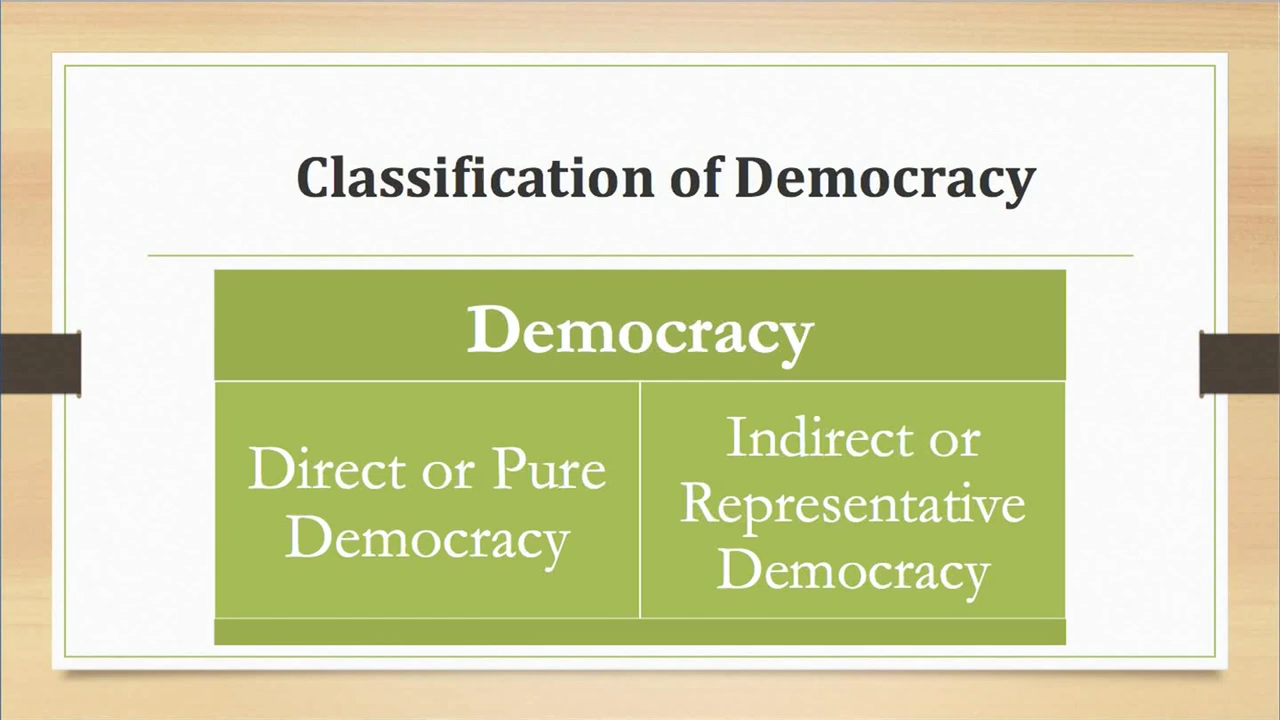 Classification of Democracy
Democracy
Direct or Pure
Democracy
Indirect or
Representative
Democracy